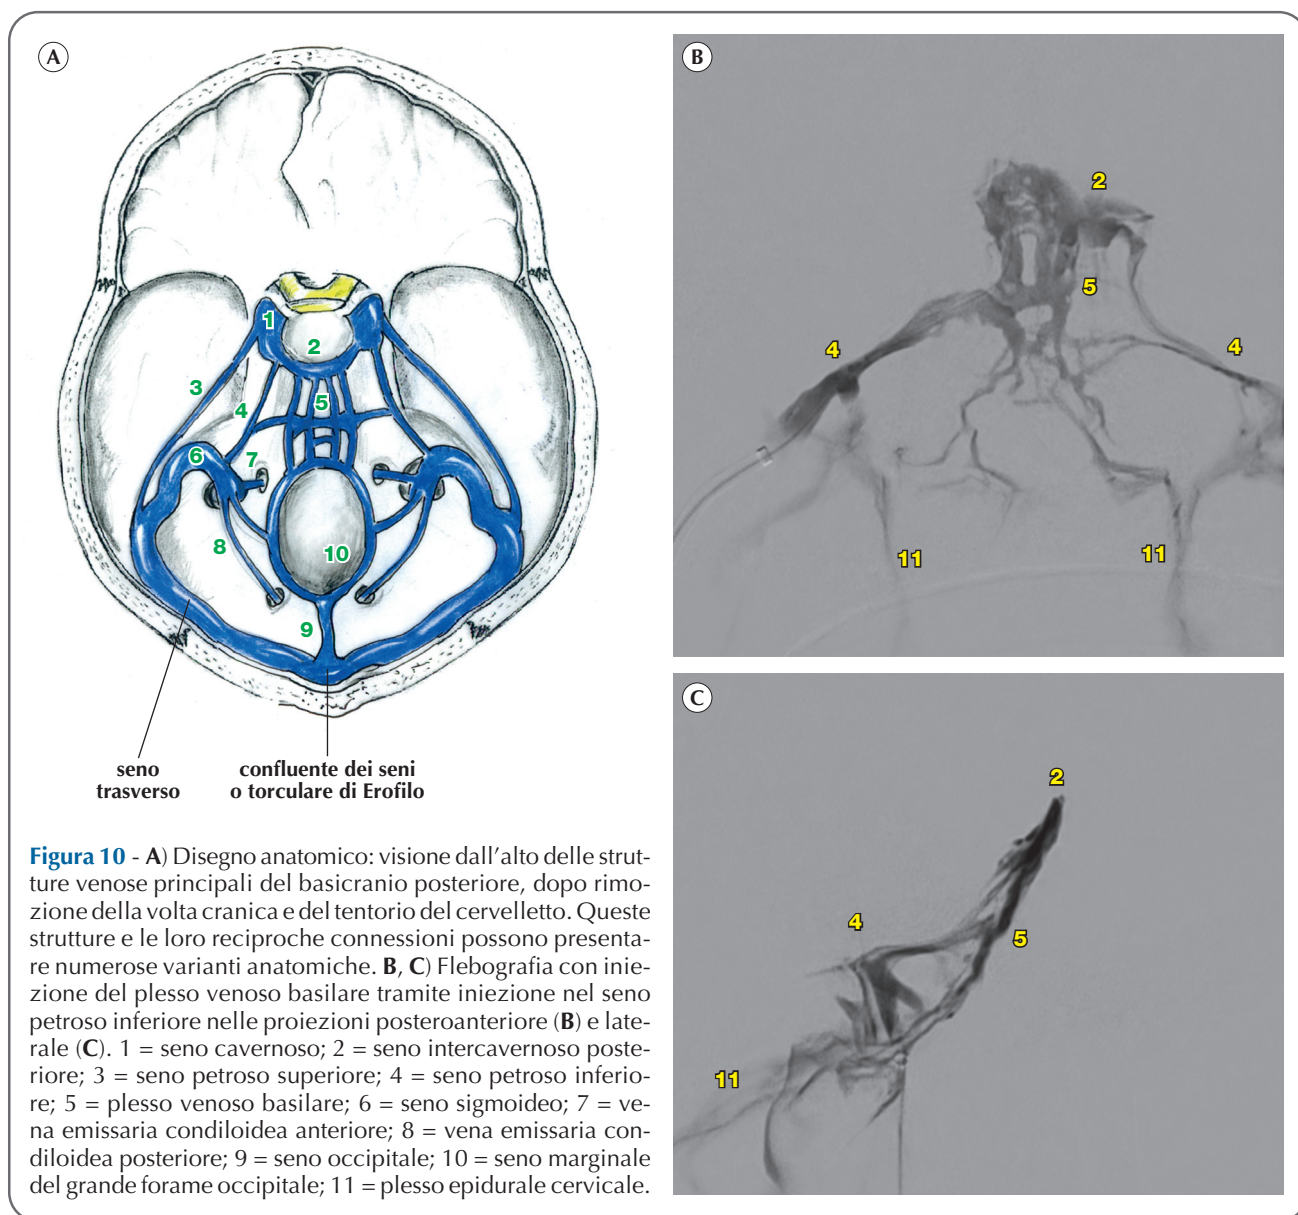 A
1
2
3
4
5
6
7
8
10
9
seno
trasverso
confluente dei seni
o torculare di Erofilo
B
2
5
4
4
11
11
C
2
4
5
11
Figura 10 - A) Disegno anatomico: visione dall'alto delle strut-
ture venose principali del basicranio posteriore, dopo rimo-
zione della volta cranica e del tentorio del cervelletto. Queste
strutture e le loro reciproche connessioni possono presenta-
re numerose varianti anatomiche. B, C) Flebografia con inie-
zione del plesso venoso basilare tramite iniezione nel seno
petroso inferiore nelle proiezioni posteroanteriore (B) e late-
rale (C). 1 = seno cavernoso; 2 = seno intercavernoso poste-
riore; 3 = seno petroso superiore; 4 = seno petroso inferio-
re; 5 = plesso venoso basilare; 6 = seno sigmoideo; 7 = ve-
na emissaria condiloidea anteriore; 8 = vena emissaria con-
diloidea posteriore; 9 = seno occipitale; 10 = seno marginale
del grande forame occipitale; 11 = plesso epidurale cervicale.